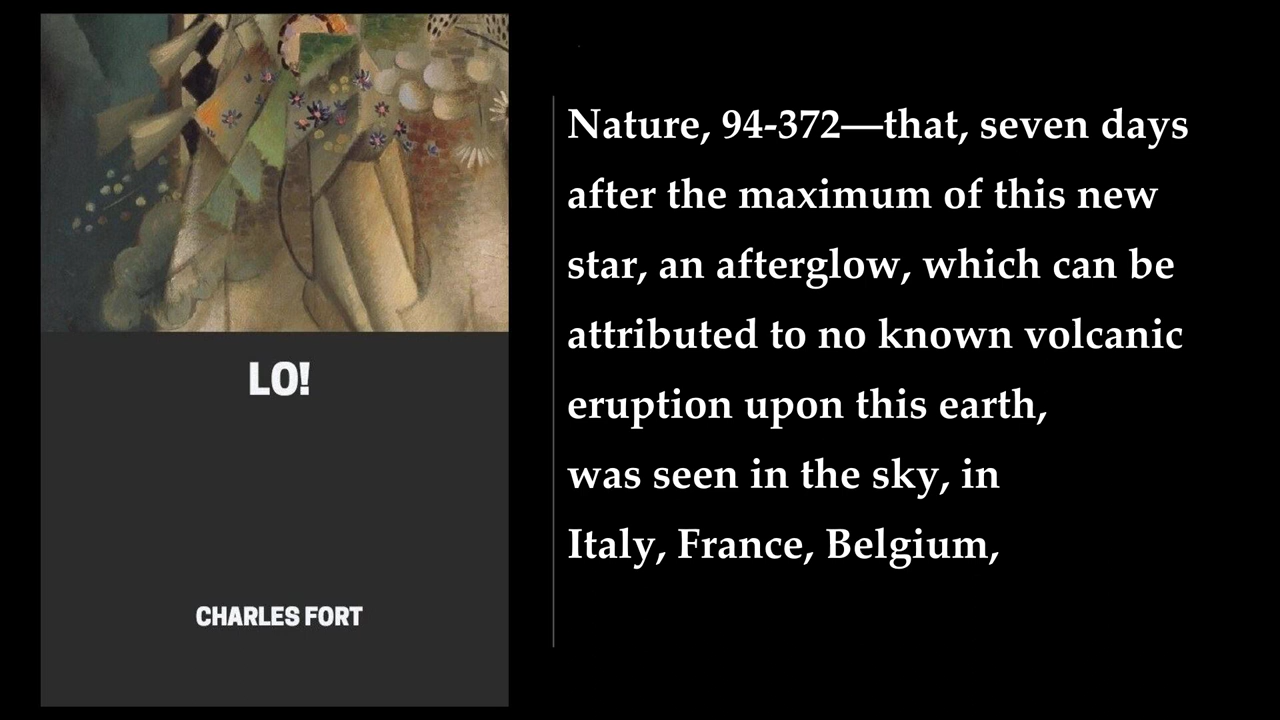 LO!
CHARLES FORT
Nature, 94-372—that, seven days
after the maximum of this new
star, an afterglow, which can be
attributed to no known volcanic
eruption upon this earth,
was seen in the sky, in
Italy, France, Belgium,